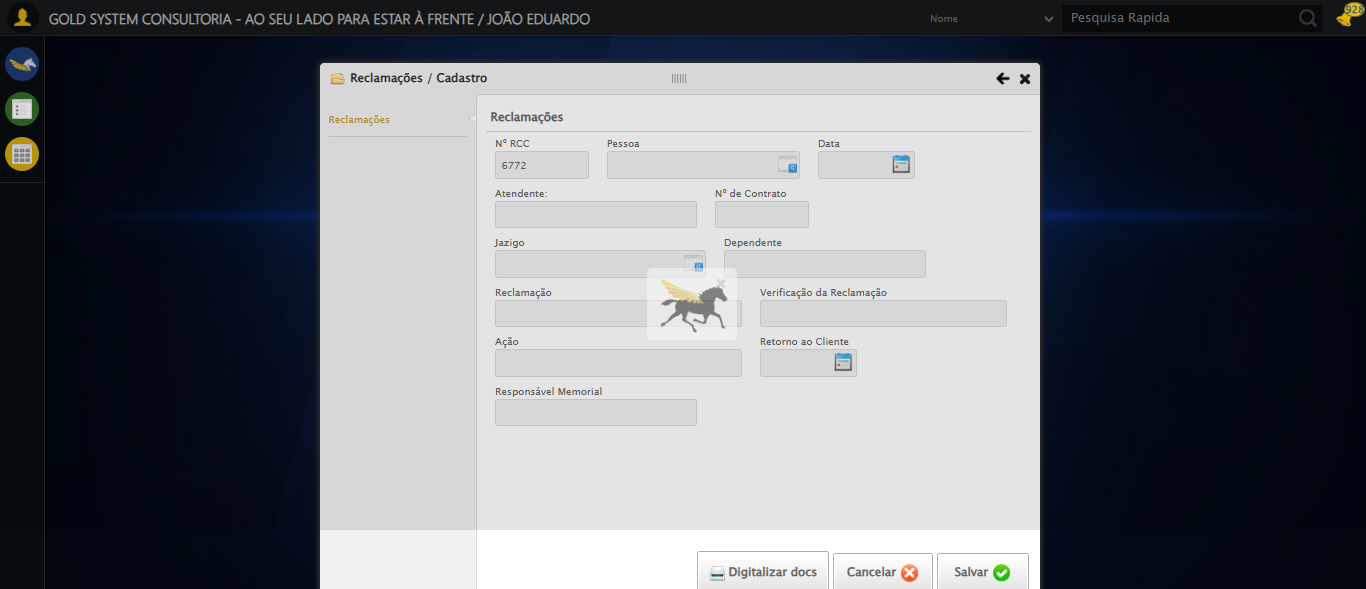 GOLD SYSTEM CONSULTORIA - AO SEU LADO PARA ESTAR À FRENTE / JOÃO EDUARDO
Nome
Pesquisa Rapida
928
Reclamações / Cadastro
Reclamações
Reclamações
Nº RCC
Pessoa
Data
6772
Atendente:
Nº de Contrato
Jazigo
Dependente
Reclamação
Verificação da Reclamação
Ação
Retorno ao Cliente
Responsável Memorial
Digitalizar docs
Cancelar
Salvar